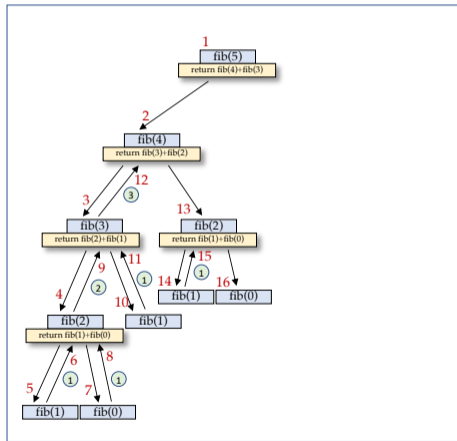 1
fib(5)
return fib(4)+fib(3)
2
fib(4)
return fib(3)+fib(2)
3
12
3
13
fib(3)
return fib(2)+fib(1)
fib(2)
return fib(1)+fib(0)
4
9
2
10
11
1
14
15
1
16
fib(2)
return fib(1)+fib(0)
fib(1)
fib(1)
fib(0)
5
6
1
7
8
1
fib(1)
fib(0)